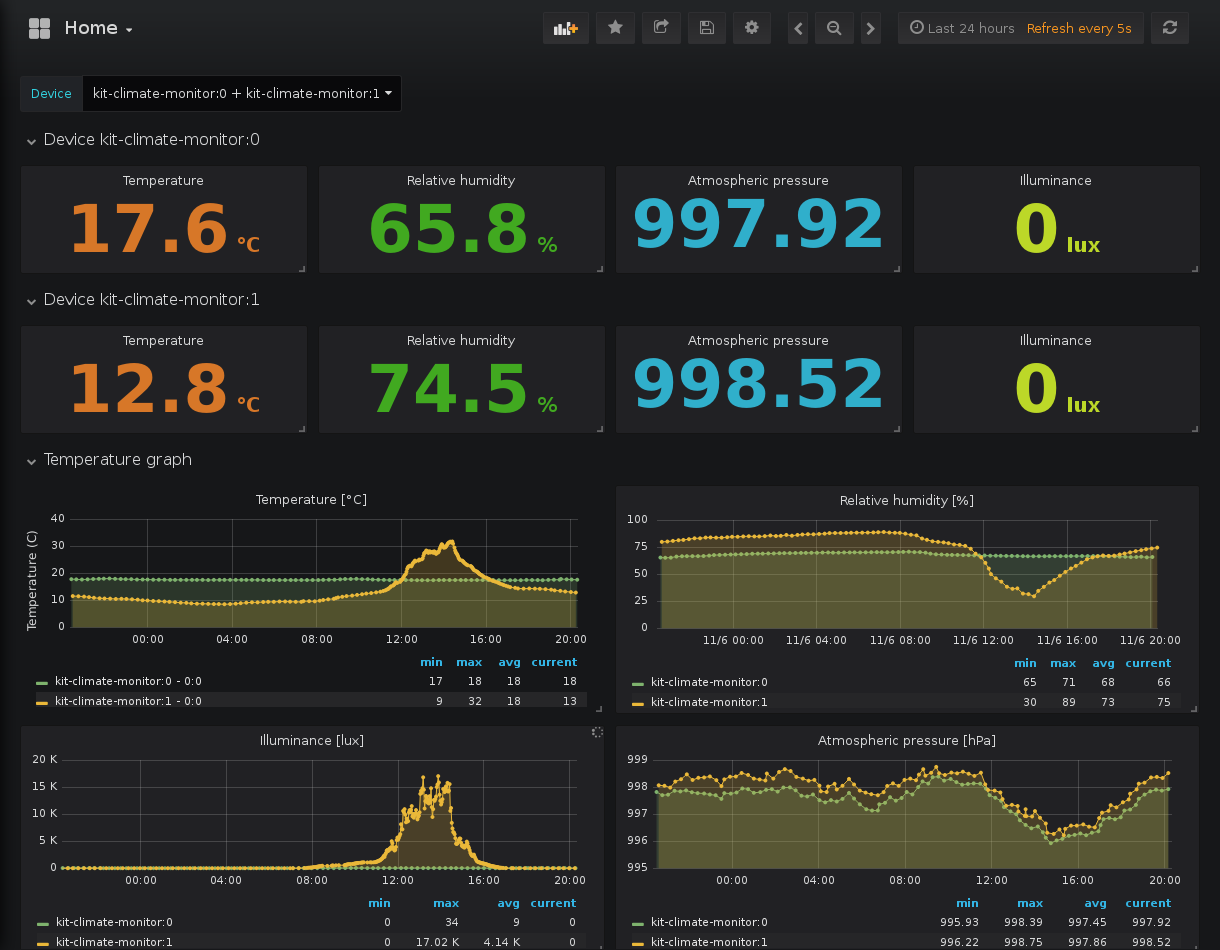 Home
Last 24 hours Refresh every 5s
Device kit-climate-monitor:0 + kit-climate-monitor:1
Device kit-climate-monitor:0
Temperature Relative humidity Atmospheric pressure Illuminance
17.6 °C 65.8 % 997.92 0 lux
Device kit-climate-monitor:1
Temperature Relative humidity Atmospheric pressure Illuminance
12.8 °C 74.5 % 998.52 0 lux
Temperature graph
Temperature [°C]
Temperature (C)
40
30
20
10
0
00:00 04:00 08:00 12:00 16:00 20:00
min max avg current
kit-climate-monitor:0 - 0:0 17 18 18 18
kit-climate-monitor:1 - 0:0 9 32 18 13
Relative humidity [%]
100
75
50
25
0
11/6 00:00 11/6 04:00 11/6 08:00 11/6 12:00 11/6 16:00 11/6 20:00
min max avg current
kit-climate-monitor:0 65 71 68 66
kit-climate-monitor:1 30 89 73 75
Illuminance [lux]
20 K
15 K
10 K
5 K
0
00:00 04:00 08:00 12:00 16:00 20:00
min max avg current
kit-climate-monitor:0 0 34 9 0
kit-climate-monitor:1 0 17.02 K 4.14 K 0
Atmospheric pressure [hPa]
999
998
997
996
995
00:00 04:00 08:00 12:00 16:00 20:00
min max avg current
kit-climate-monitor:0 995.93 998.39 997.45 997.92
kit-climate-monitor:1 996.22 998.75 997.86 998.52